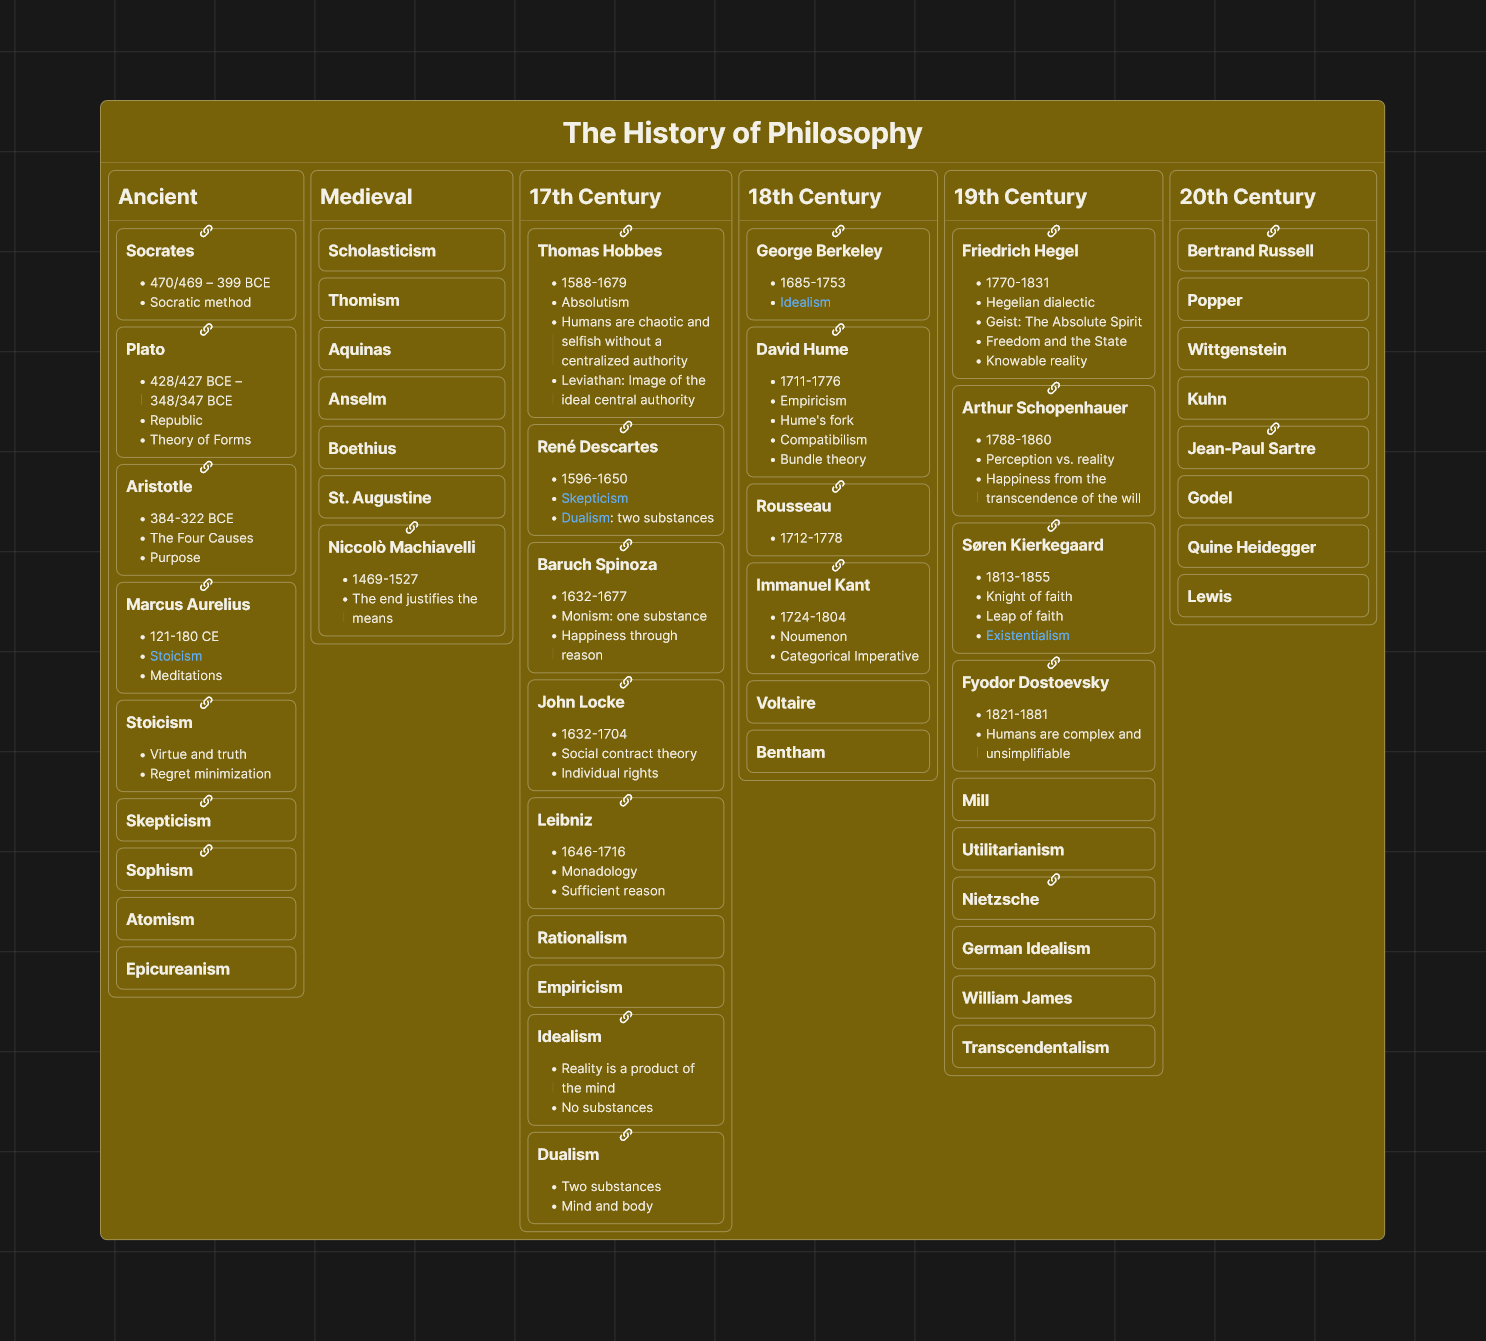 The History of Philosophy
Ancient
Socrates
• 470/469 – 399 BCE
• Socratic method
Plato
• 428/427 BCE –
348/347 BCE
• Republic
• Theory of Forms
Aristotle
• 384-322 BCE
• The Four Causes
• Purpose
Marcus Aurelius
• 121-180 CE
• Stoicism
• Meditations
Stoicism
• Virtue and truth
• Regret minimization
Skepticism
Sophism
Atomism
Epicureanism
Medieval
Scholasticism
Thomism
Aquinas
Anselm
Boethius
St. Augustine
Niccolò Machiavelli
• 1469-1527
• The end justifies the
means
17th Century
Thomas Hobbes
• 1588-1679
• Absolutism
• Humans are chaotic and
selfish without a
centralized authority
• Leviathan: Image of the
ideal central authority
René Descartes
• 1596-1650
• Skepticism
• Dualism: two substances
Baruch Spinoza
• 1632-1677
• Monism: one substance
• Happiness through
reason
John Locke
• 1632-1704
• Social contract theory
• Individual rights
Leibniz
• 1646-1716
• Monadology
• Sufficient reason
Rationalism
Empiricism
Idealism
• Reality is a product of
the mind
• No substances
Dualism
• Two substances
• Mind and body
18th Century
George Berkeley
• 1685-1753
• Idealism
David Hume
• 1711-1776
• Empiricism
• Hume's fork
• Compatibilism
• Bundle theory
Rousseau
• 1712-1778
Immanuel Kant
• 1724-1804
• Noumenon
• Categorical Imperative
Voltaire
Bentham
19th Century
Friedrich Hegel
• 1770-1831
• Hegelian dialectic
• Geist: The Absolute Spirit
• Freedom and the State
• Knowable reality
Arthur Schopenhauer
• 1788-1860
• Perception vs. reality
• Happiness from the
transcendence of the will
Søren Kierkegaard
• 1813-1855
• Knight of faith
• Leap of faith
• Existentialism
Fyodor Dostoevsky
• 1821-1881
• Humans are complex and
unsimplifiable
Mill
Utilitarianism
Nietzsche
German Idealism
William James
Transcendentalism
20th Century
Bertrand Russell
Popper
Wittgenstein
Kuhn
Jean-Paul Sartre
Godel
Quine Heidegger
Lewis